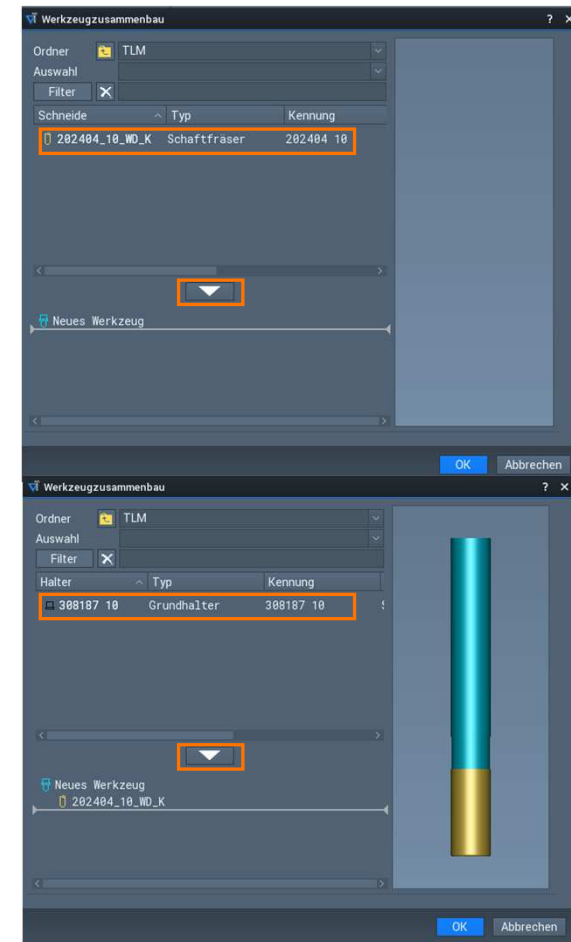 Werkzeugzusammenbau ? ×
Ordner TLM
Auswahl
Filter
Schneide Typ Kennung
202404_10_WD_K Schaftfräser 202404 10
Neues Werkzeug
OK Abbrechen
Werkzeugzusammenbau ? ×
Ordner TLM
Auswahl
Filter
Halter Typ Kennung
308187 10 Grundhalter 308187 10
Neues Werkzeug
202404_10_WD_K
OK Abbrechen